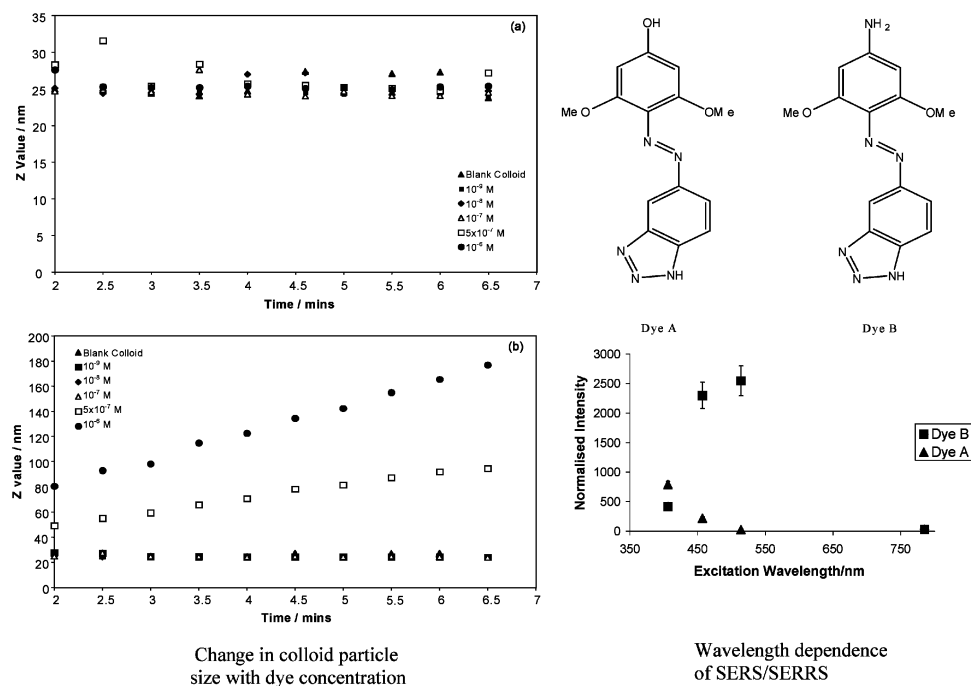 35
30
25
20
15
10
5
0
Z Value / nm
(a)
Blank Colloid
10⁻⁹ M
10⁻⁸ M
10⁻⁷ M
5x10⁻⁷ M
10⁻⁶ M
2 2.5 3 3.5 4 4.5 5 5.5 6 6.5 7
Time / mins
200
180
160
140
120
100
80
60
40
20
0
Z value / nm
(b)
Blank Colloid
10⁻⁹ M
10⁻⁸ M
10⁻⁷ M
5x10⁻⁷ M
10⁻⁶ M
2 2.5 3 3.5 4 4.5 5 5.5 6 6.5 7
Time / mins
Change in colloid particle
size with dye concentration
OH
MeO OMe
N
N
N
N NH
Dye A
NH₂
MeO OMe
N
N
N
N NH
Dye B
3000
2500
2000
1500
1000
500
0
Normalised Intensity
Dye B
Dye A
350 450 550 650 750
Excitation Wavelength/nm
Wavelength dependence
of SERS/SERRS